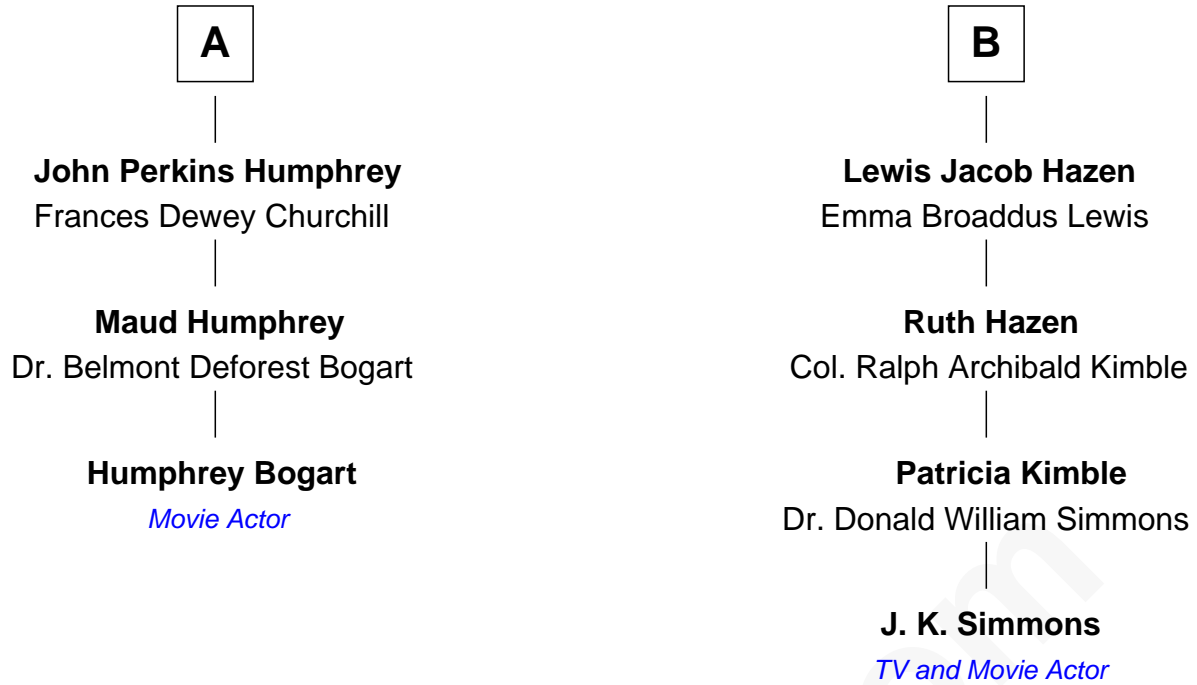 A
John Perkins Humphrey
Frances Dewey Churchill
Maud Humphrey
Dr. Belmont Deforest Bogart
Humphrey Bogart
Movie Actor
B
Lewis Jacob Hazen
Emma Broaddus Lewis
Ruth Hazen
Col. Ralph Archibald Kimble
Patricia Kimble
Dr. Donald William Simmons
J. K. Simmons
TV and Movie Actor